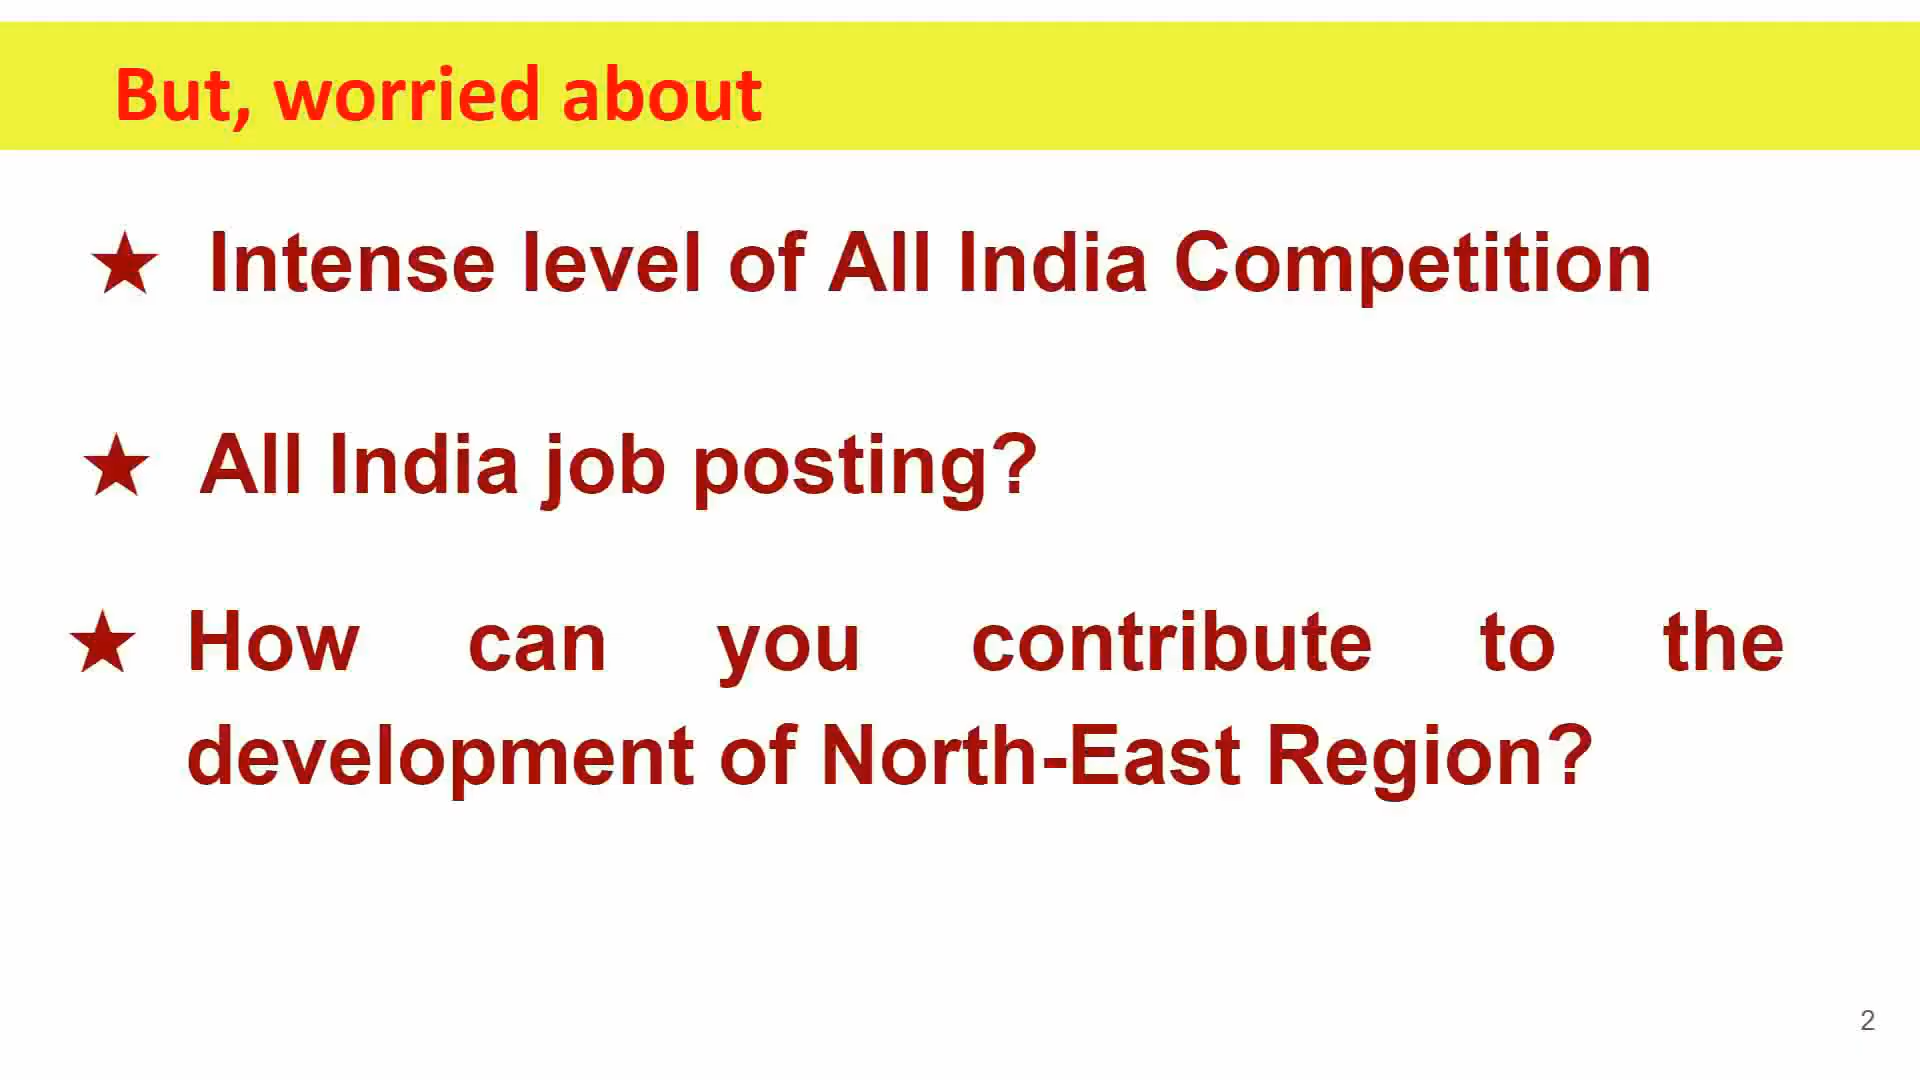 But, worried about
★ Intense level of All India Competition
★ All India job posting?
★ How can you contribute to the
development of North-East Region?
2